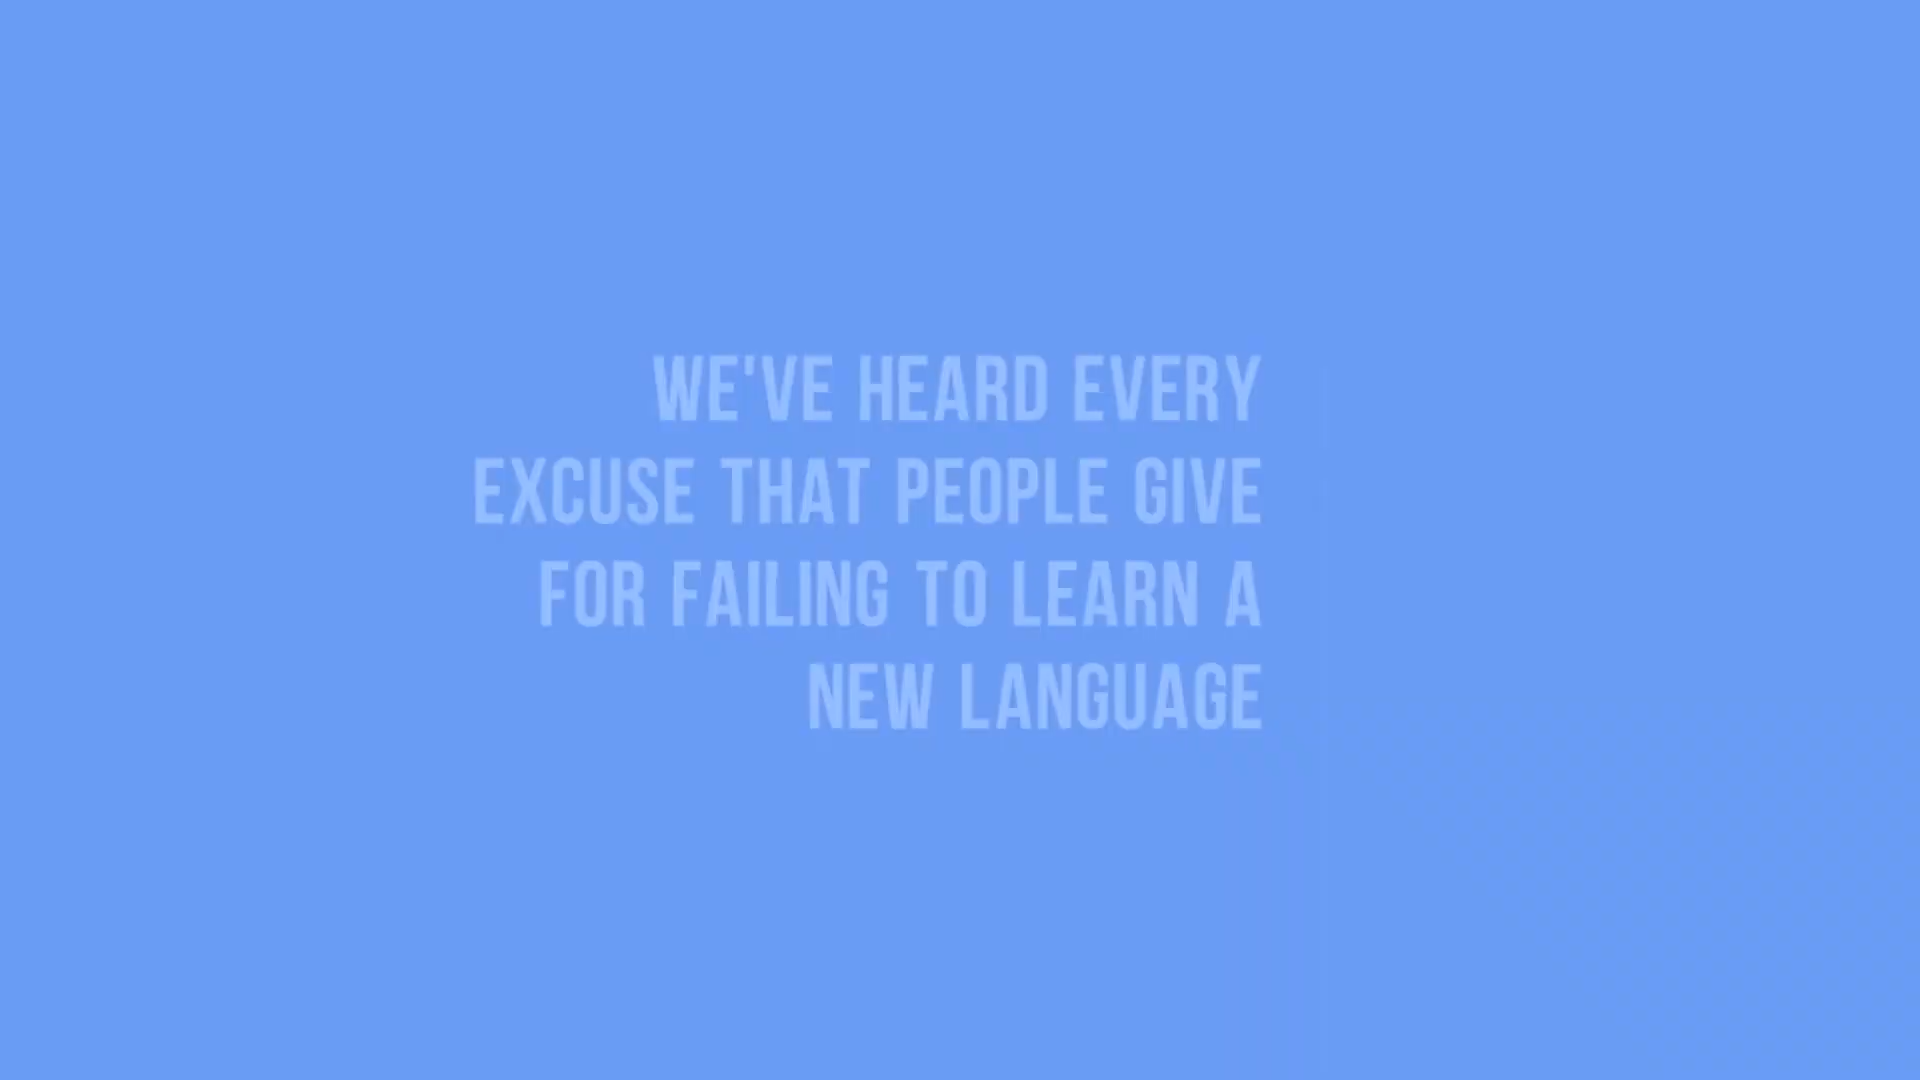 WE'VE HEARD EVERY
EXCUSE THAT PEOPLE GIVE
FOR FAILING TO LEARN A
NEW LANGUAGE